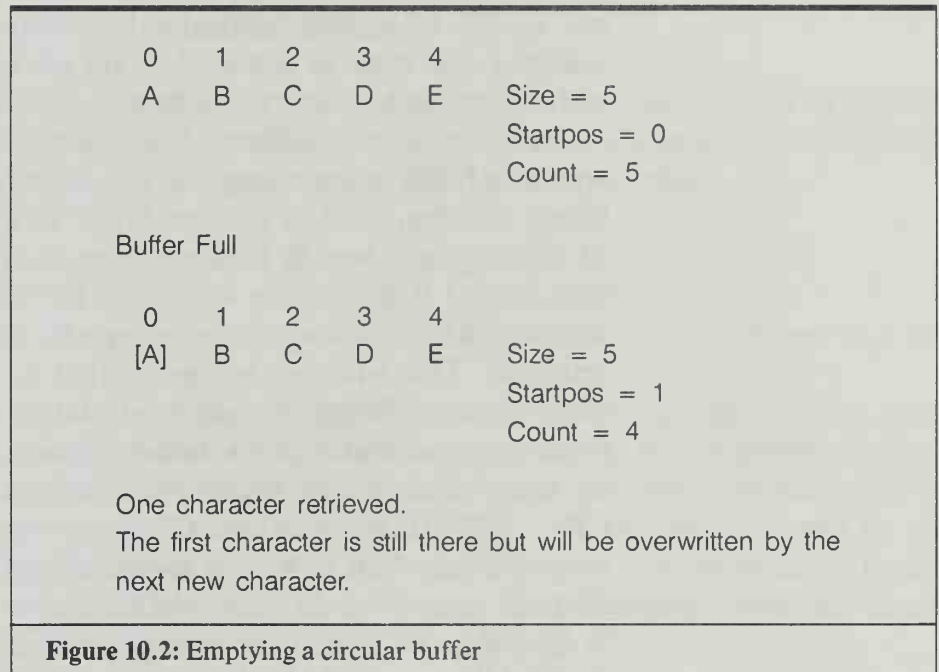 0 1 2 3 4
A B C D E Size = 5
Startpos = 0
Count = 5
Buffer Full
0 1 2 3 4
[A] B C D E Size = 5
Startpos = 1
Count = 4
One character retrieved.
The first character is still there but will be overwritten by the
next new character.
Figure 10.2: Emptying a circular buffer